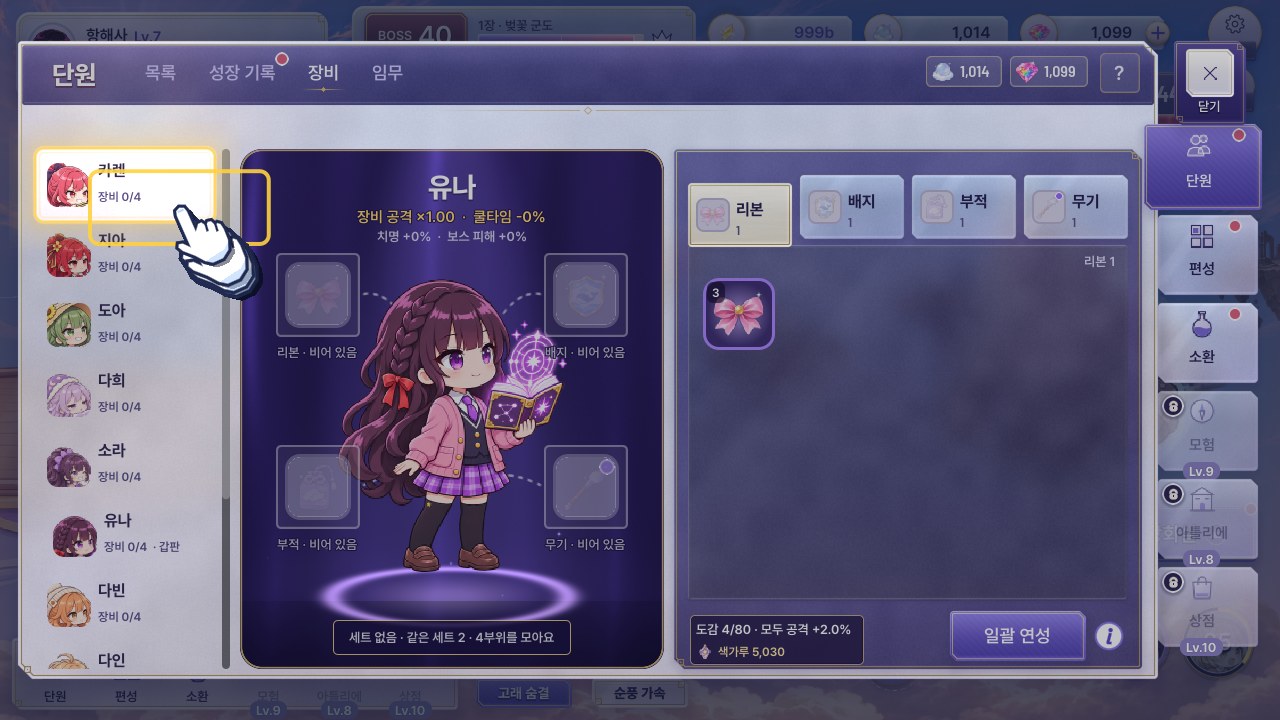 항해사 Lv.7
BOSS 40
1장 · 벚꽃 군도
999b
1,014
1,099
단원
목록
성장 기록
장비
임무
1,014
1,099
?
닫기
카렌
장비 0/4
지아
장비 0/4
도아
장비 0/4
다희
장비 0/4
소라
장비 0/4
유나
장비 0/4 · 갑판
다빈
장비 0/4
다인
유나
장비 공격 ×1.00 · 쿨타임 -0%
치명 +0% · 보스 피해 +0%
리본 · 비어 있음
배지 · 비어 있음
부적 · 비어 있음
무기 · 비어 있음
세트 없음 · 같은 세트 2 · 4부위를 모아요
리본
1
배지
1
부적
1
무기
1
리본 1
3
도감 4/80 · 모두 공격 +2.0%
색가루 5,030
일괄 연성
i
단원
편성
소환
모험
Lv.9
아틀리에
Lv.8
상점
Lv.10
단원
편성
소환
모험
Lv.9
아틀리에
Lv.8
상점
Lv.10
고래 숨결
순풍 가속